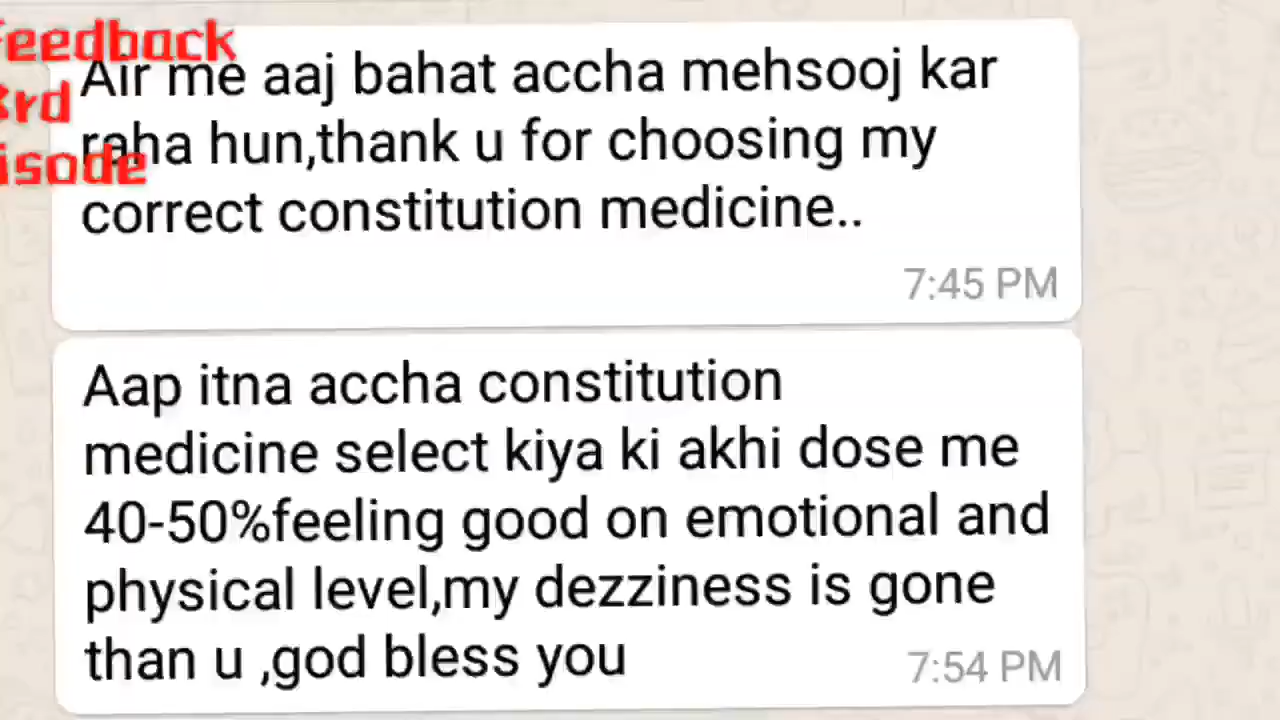 Feedback
3rd
isode
Air me aaj bahat accha mehsooj kar
raha hun,thank u for choosing my
correct constitution medicine..
7:45 PM
Aap itna accha constitution
medicine select kiya ki akhi dose me
40-50%feeling good on emotional and
physical level,my dezziness is gone
than u ,god bless you
7:54 PM